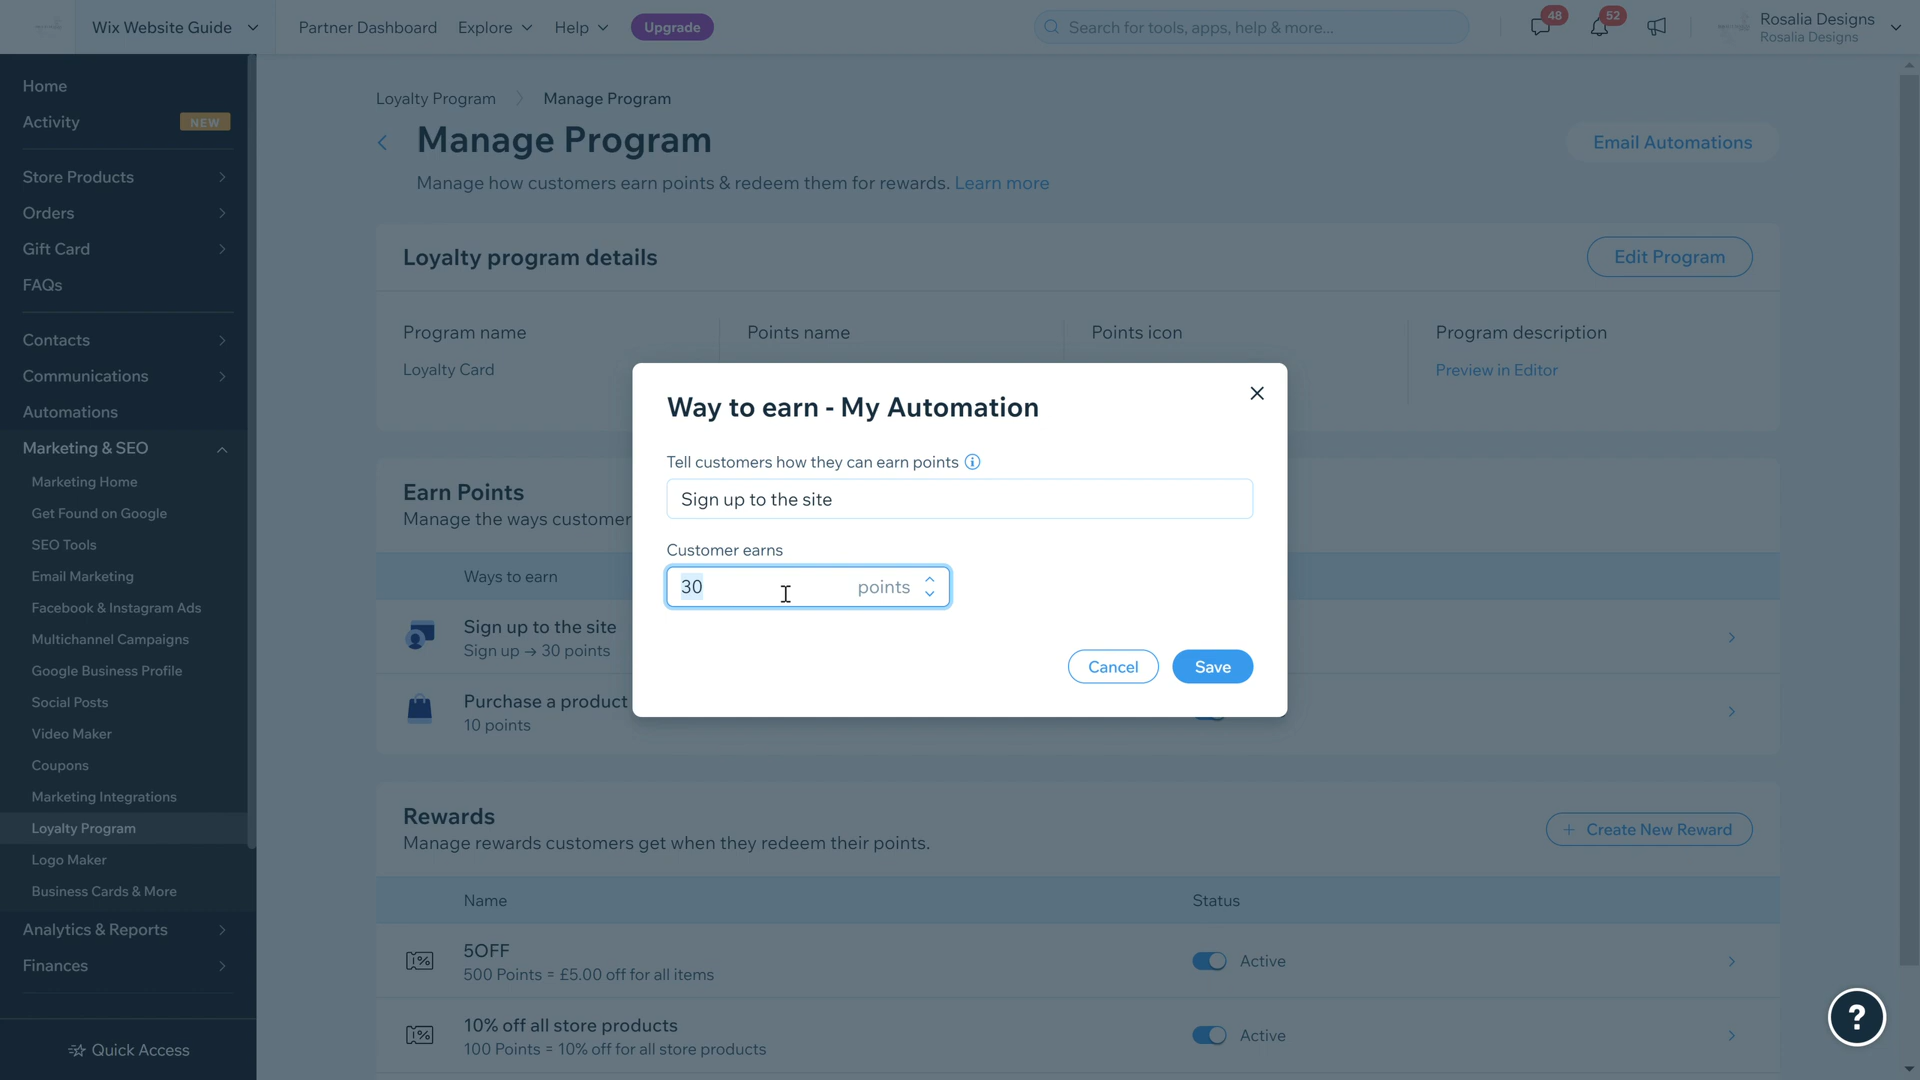 Wix Website Guide
Partner Dashboard
Explore
Help
Upgrade
Search for tools, apps, help & more...
48
52
Rosalia Designs
Rosalia Designs
Home
Activity
NEW
Store Products
Orders
Gift Card
FAQs
Contacts
Communications
Automations
Marketing & SEO
Marketing Home
Get Found on Google
SEO Tools
Email Marketing
Facebook & Instagram Ads
Multichannel Campaigns
Google Business Profile
Social Posts
Video Maker
Coupons
Marketing Integrations
Loyalty Program
Logo Maker
Business Cards & More
Analytics & Reports
Finances
Quick Access
Loyalty Program
Manage Program
Manage Program
Email Automations
Manage how customers earn points & redeem them for rewards. Learn more
Loyalty program details
Edit Program
Program name
Points name
Points icon
Program description
Loyalty Card
Preview in Editor
Way to earn - My Automation
Tell customers how they can earn points
Sign up to the site
Customer earns
30 points
Cancel
Save
Earn Points
Manage the ways customer
Ways to earn
Sign up to the site
Sign up → 30 points
Purchase a product
10 points
Rewards
Manage rewards customers get when they redeem their points.
+ Create New Reward
Name
Status
5OFF
500 Points = £5.00 off for all items
Active
10% off all store products
100 Points = 10% off for all store products
Active
?